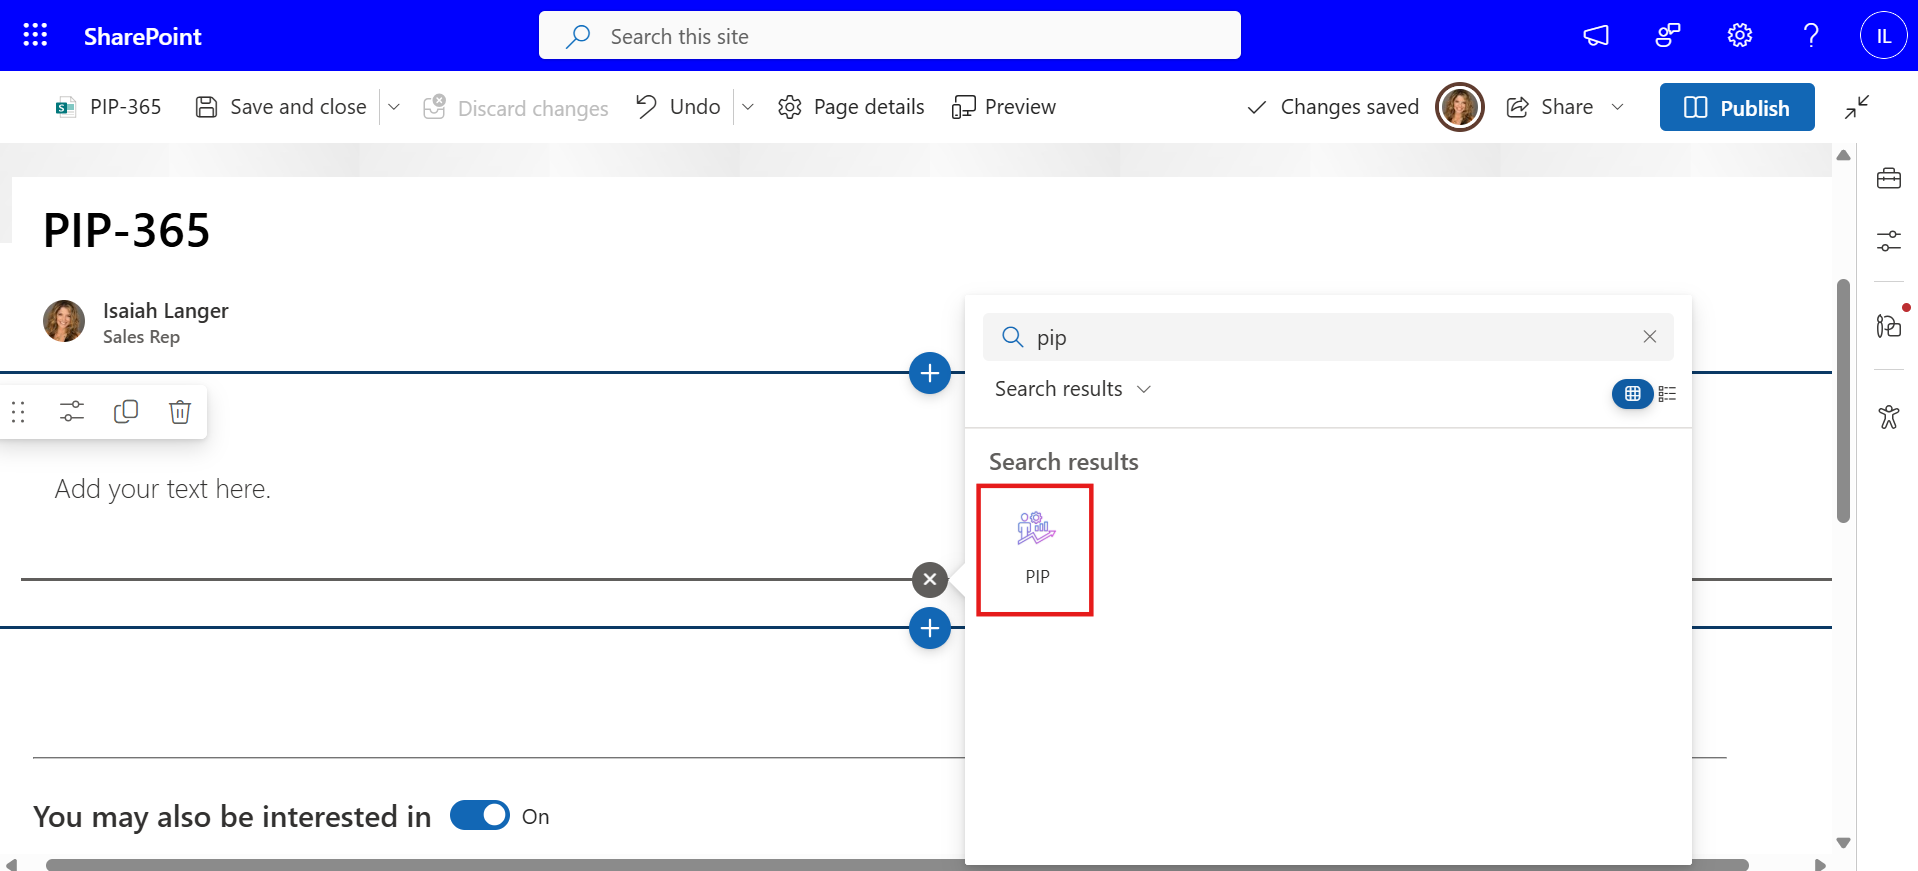 SharePoint
Search this site
IL
PIP-365
Save and close
Discard changes
Undo
Page details
Preview
Changes saved
Share
Publish
PIP-365
Isaiah Langer
Sales Rep
pip
Search results
Search results
PIP
Add your text here.
You may also be interested in
On